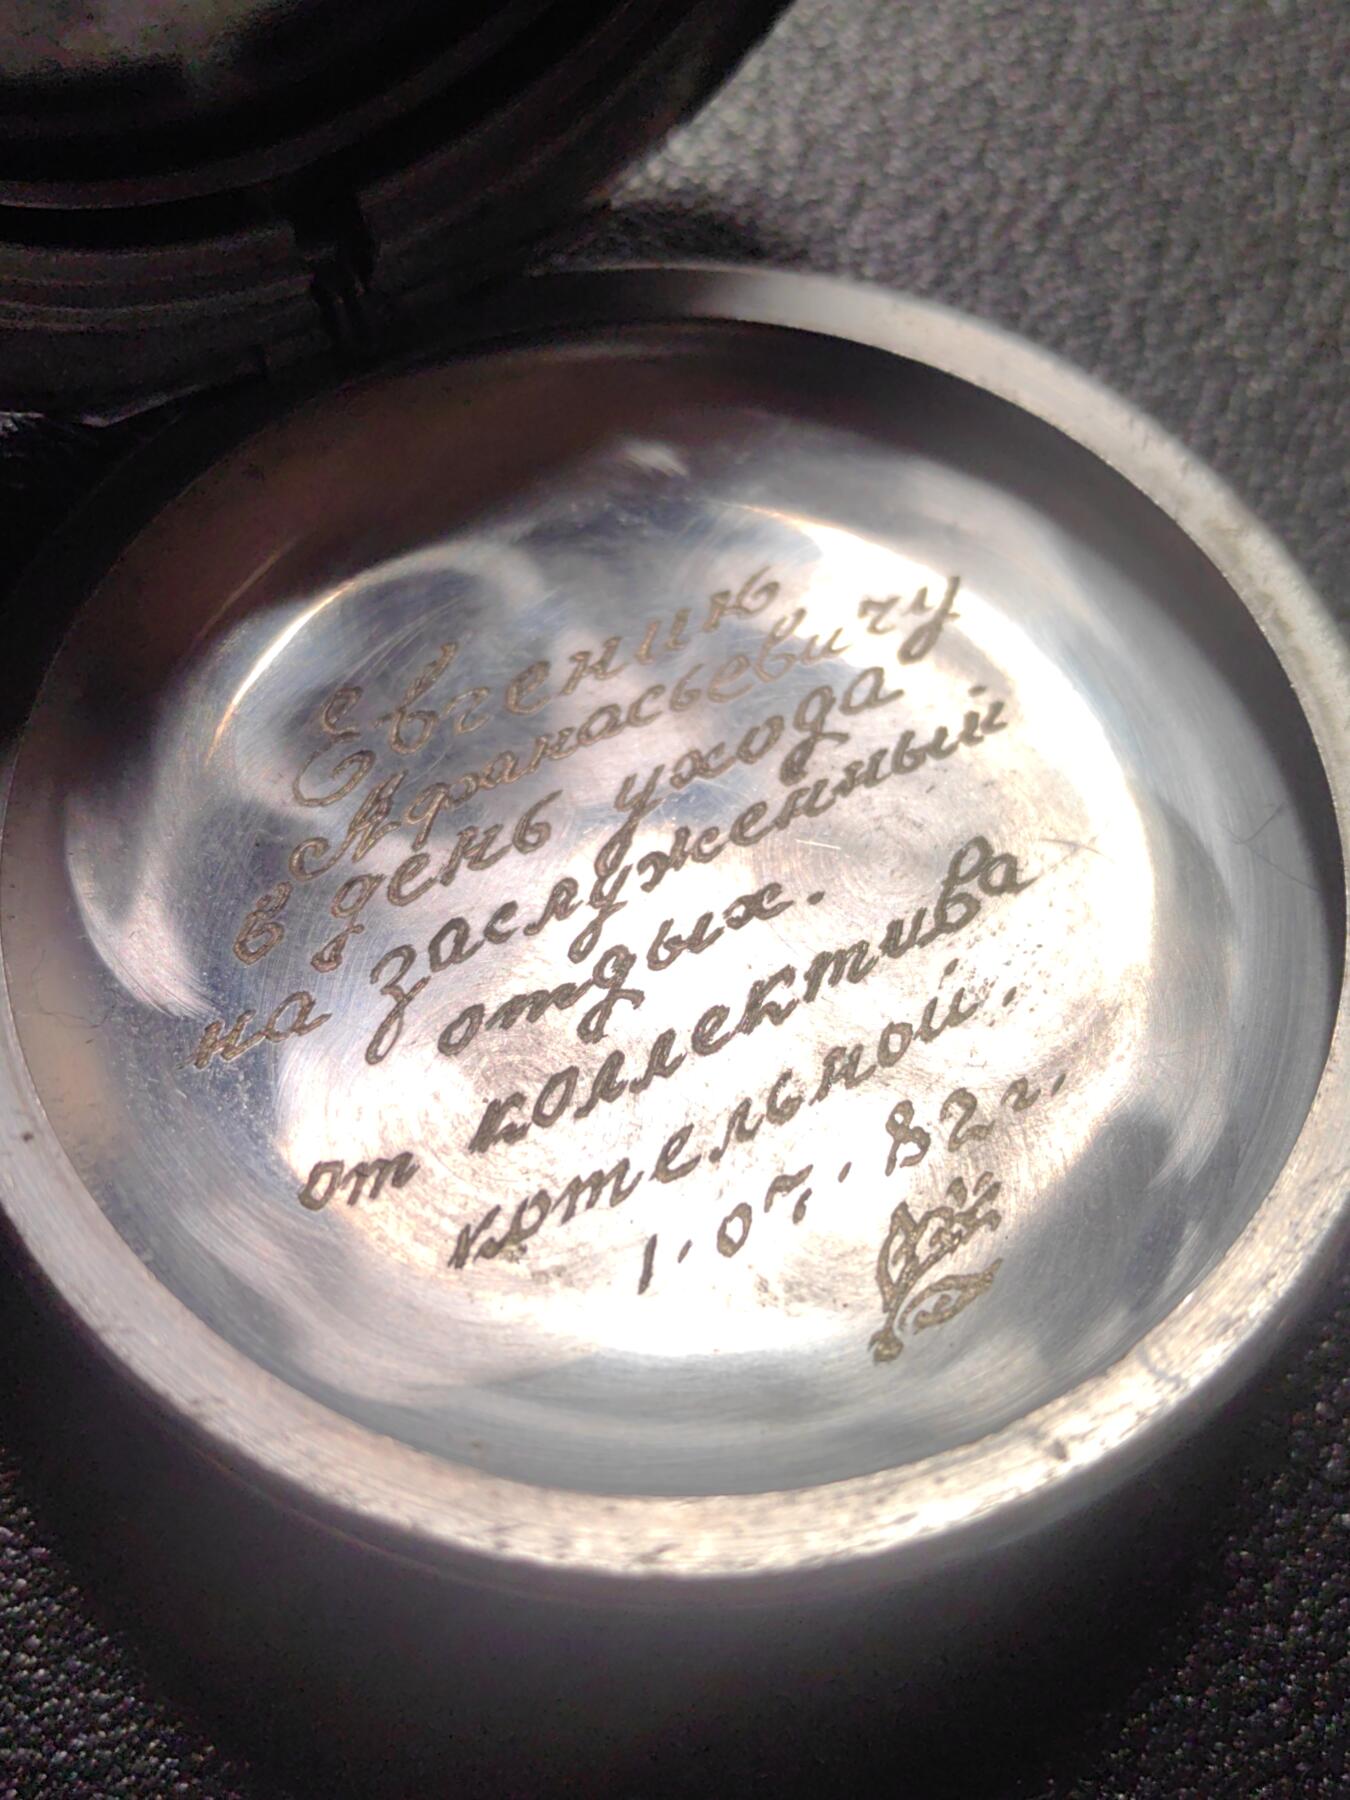 Евгению
Афанасьевичу
в день ухода
на заслуженный
отдых.
от коллектива
котельной.
1.07.82г.